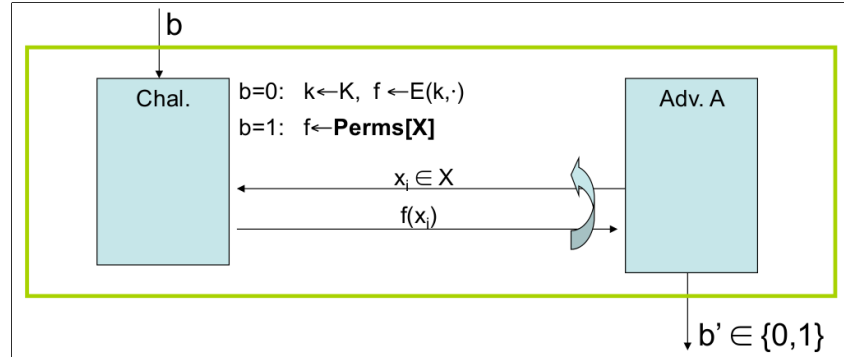 b
Chal.
b=0: k←K, f ←E(k,·)
b=1: f←Perms[X]
Adv. A
xᵢ ∈ X
f(xᵢ)
b’ ∈ {0,1}